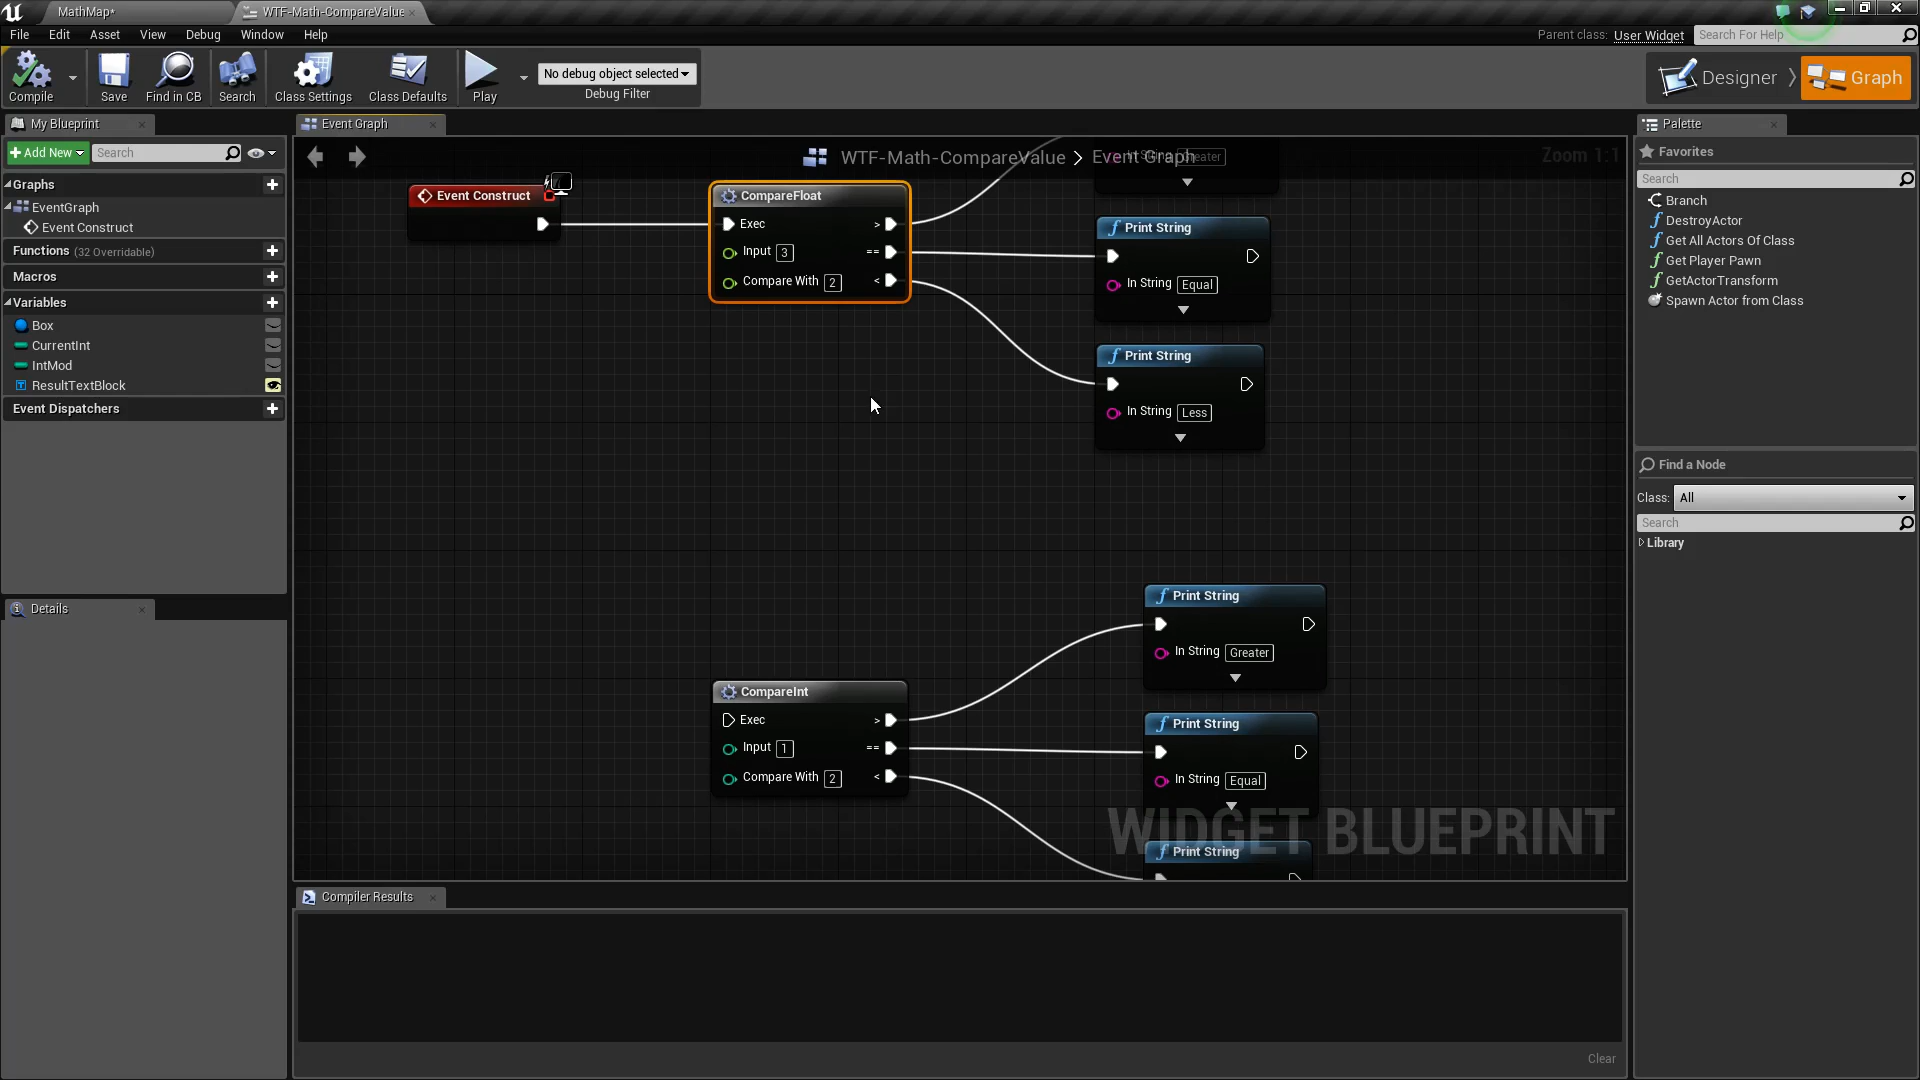 MathMap*
WTF-Math-CompareValue
File Edit Asset View Debug Window Help
Parent class: User Widget
Search For Help
Compile
Save
Find in CB
Search
Class Settings
Class Defaults
Play
No debug object selected
Debug Filter
Designer
Graph
My Blueprint
Add New
Search
Graphs
EventGraph
Event Construct
Functions (32 Overridable)
Macros
Variables
Box
CurrentInt
IntMod
ResultTextBlock
Event Dispatchers
Details
Event Graph
WTF-Math-CompareValue > Event Graph
Zoom 1:1
In String Greater
Event Construct
CompareFloat
Exec >
Input 3 ==
Compare With 2 <
Print String
In String Equal
Print String
In String Less
CompareInt
Exec >
Input 1 ==
Compare With 2 <
Print String
In String Greater
Print String
In String Equal
Print String
WIDGET BLUEPRINT
Compiler Results
Clear
Palette
Favorites
Search
Branch
DestroyActor
Get All Actors Of Class
Get Player Pawn
GetActorTransform
Spawn Actor from Class
Find a Node
Class: All
Search
Library